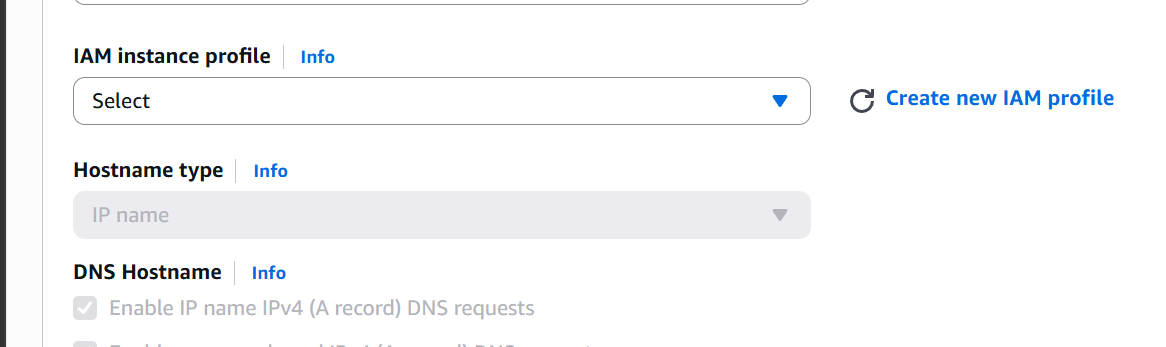 IAM instance profile Info
Select
Create new IAM profile
Hostname type Info
IP name
DNS Hostname Info
Enable IP name IPv4 (A record) DNS requests